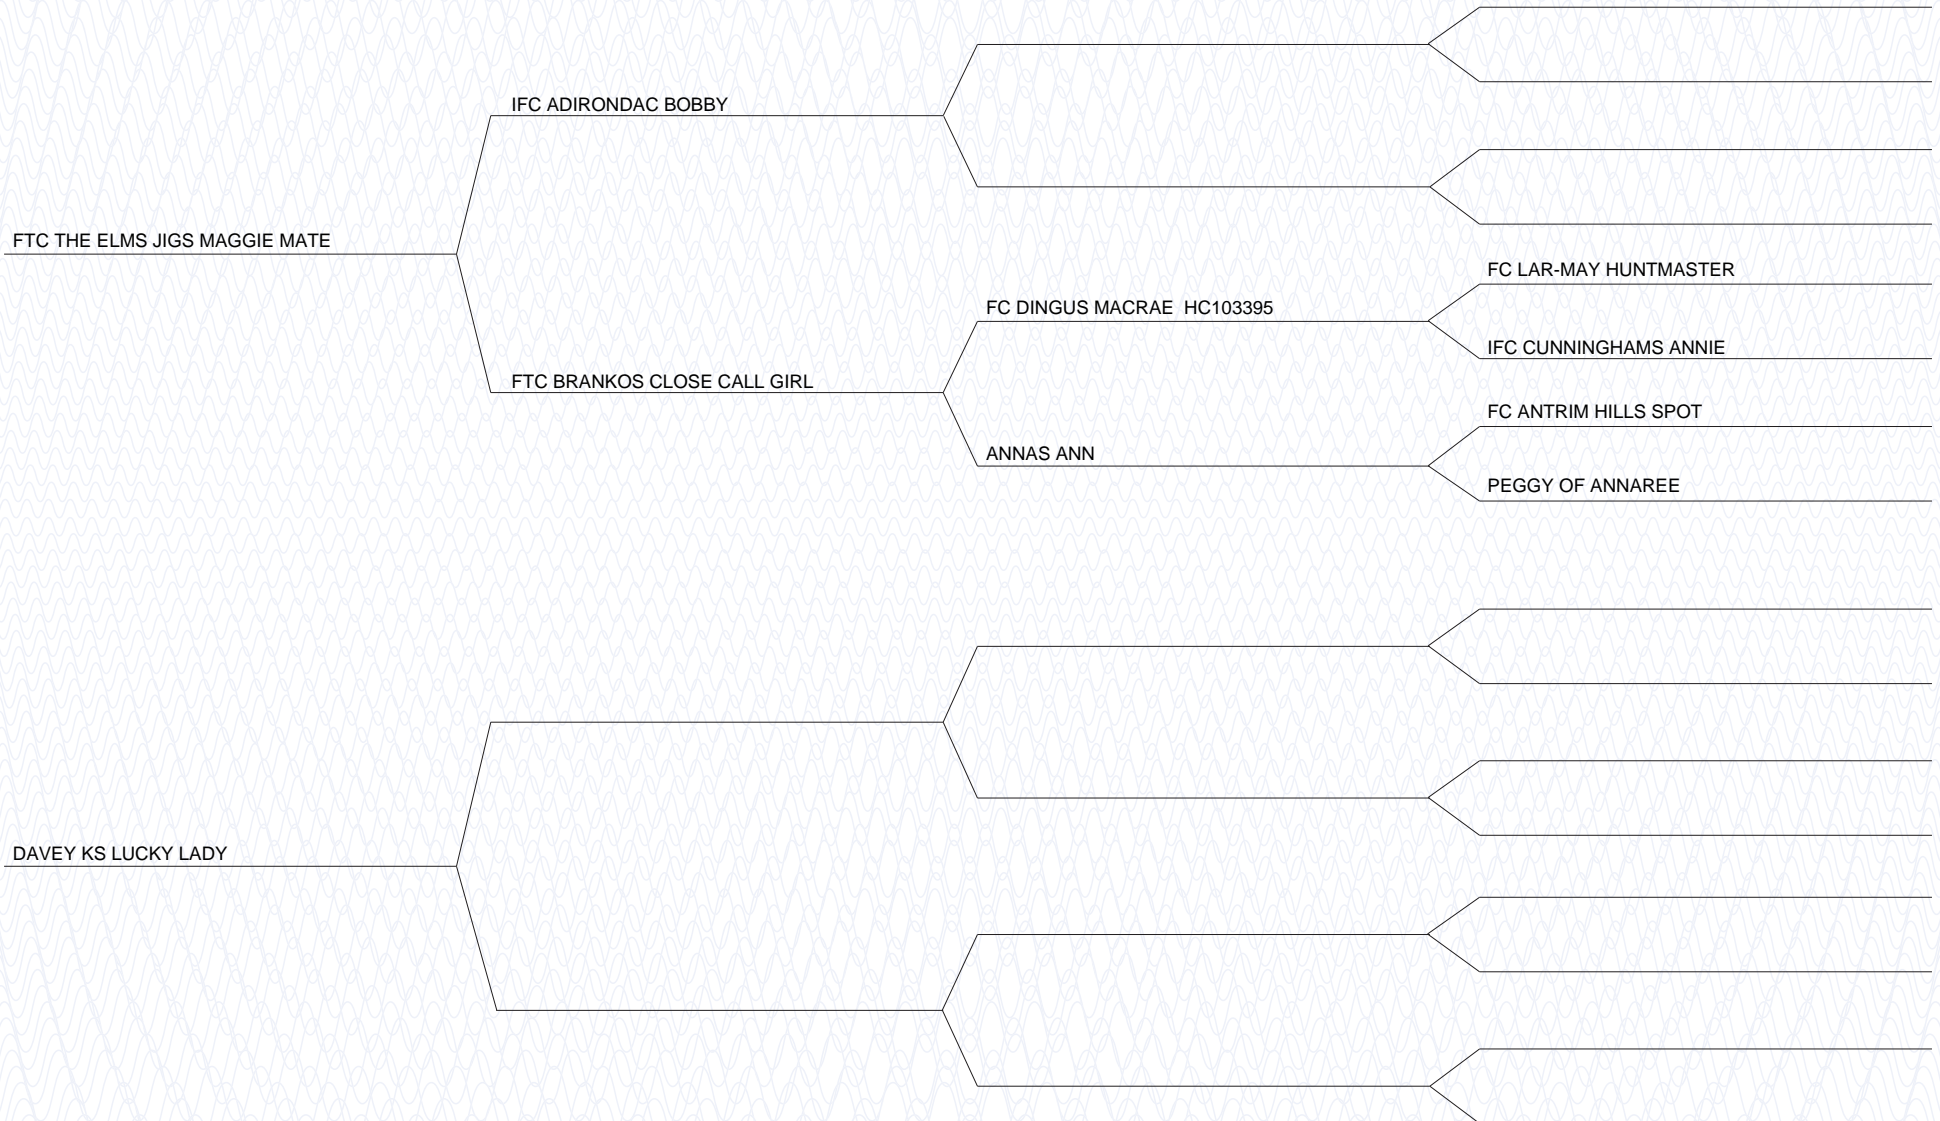 IFC ADIRONDAC BOBBY
FTC THE ELMS JIGS MAGGIE MATE
FC LAR-MAY HUNTMASTER
FC DINGUS MACRAE  HC103395
IFC CUNNINGHAMS ANNIE
FTC BRANKOS CLOSE CALL GIRL
FC ANTRIM HILLS SPOT
ANNAS ANN
PEGGY OF ANNAREE
DAVEY KS LUCKY LADY